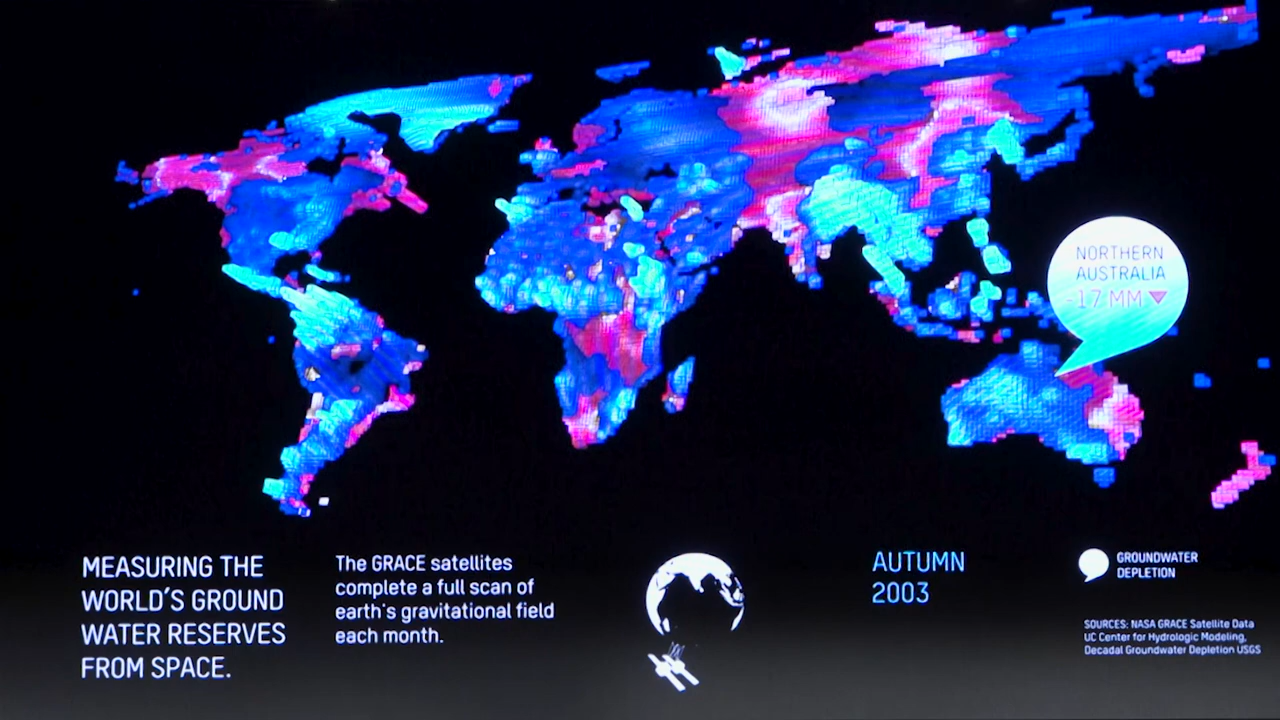 NORTHERN
AUSTRALIA
-17 MM
MEASURING THE
WORLD'S GROUND
WATER RESERVES
FROM SPACE.
The GRACE satellites
complete a full scan of
earth's gravitational field
each month.
AUTUMN
2003
GROUNDWATER
DEPLETION
SOURCES: NASA GRACE Satellite Data
UC Center for Hydrologic Modeling,
Decadal Groundwater Depletion USGS